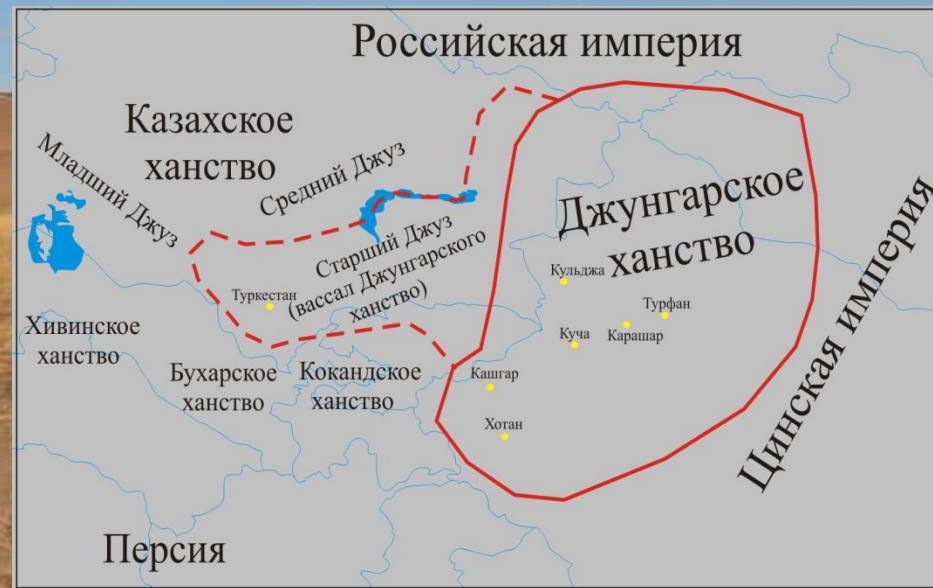 Российская империя
Казахское
ханство
Младший Джуз
Средний Джуз
Старший Джуз
(вассал Джунгарского
ханство)
Джунгарское
ханство
Кульджа
Туркестан
Турфан
Карашар
Куча
Хивинское
ханство
Бухарское
ханство
Кокандское
ханство
Кашгар
Хотан
Цинская империя
Персия